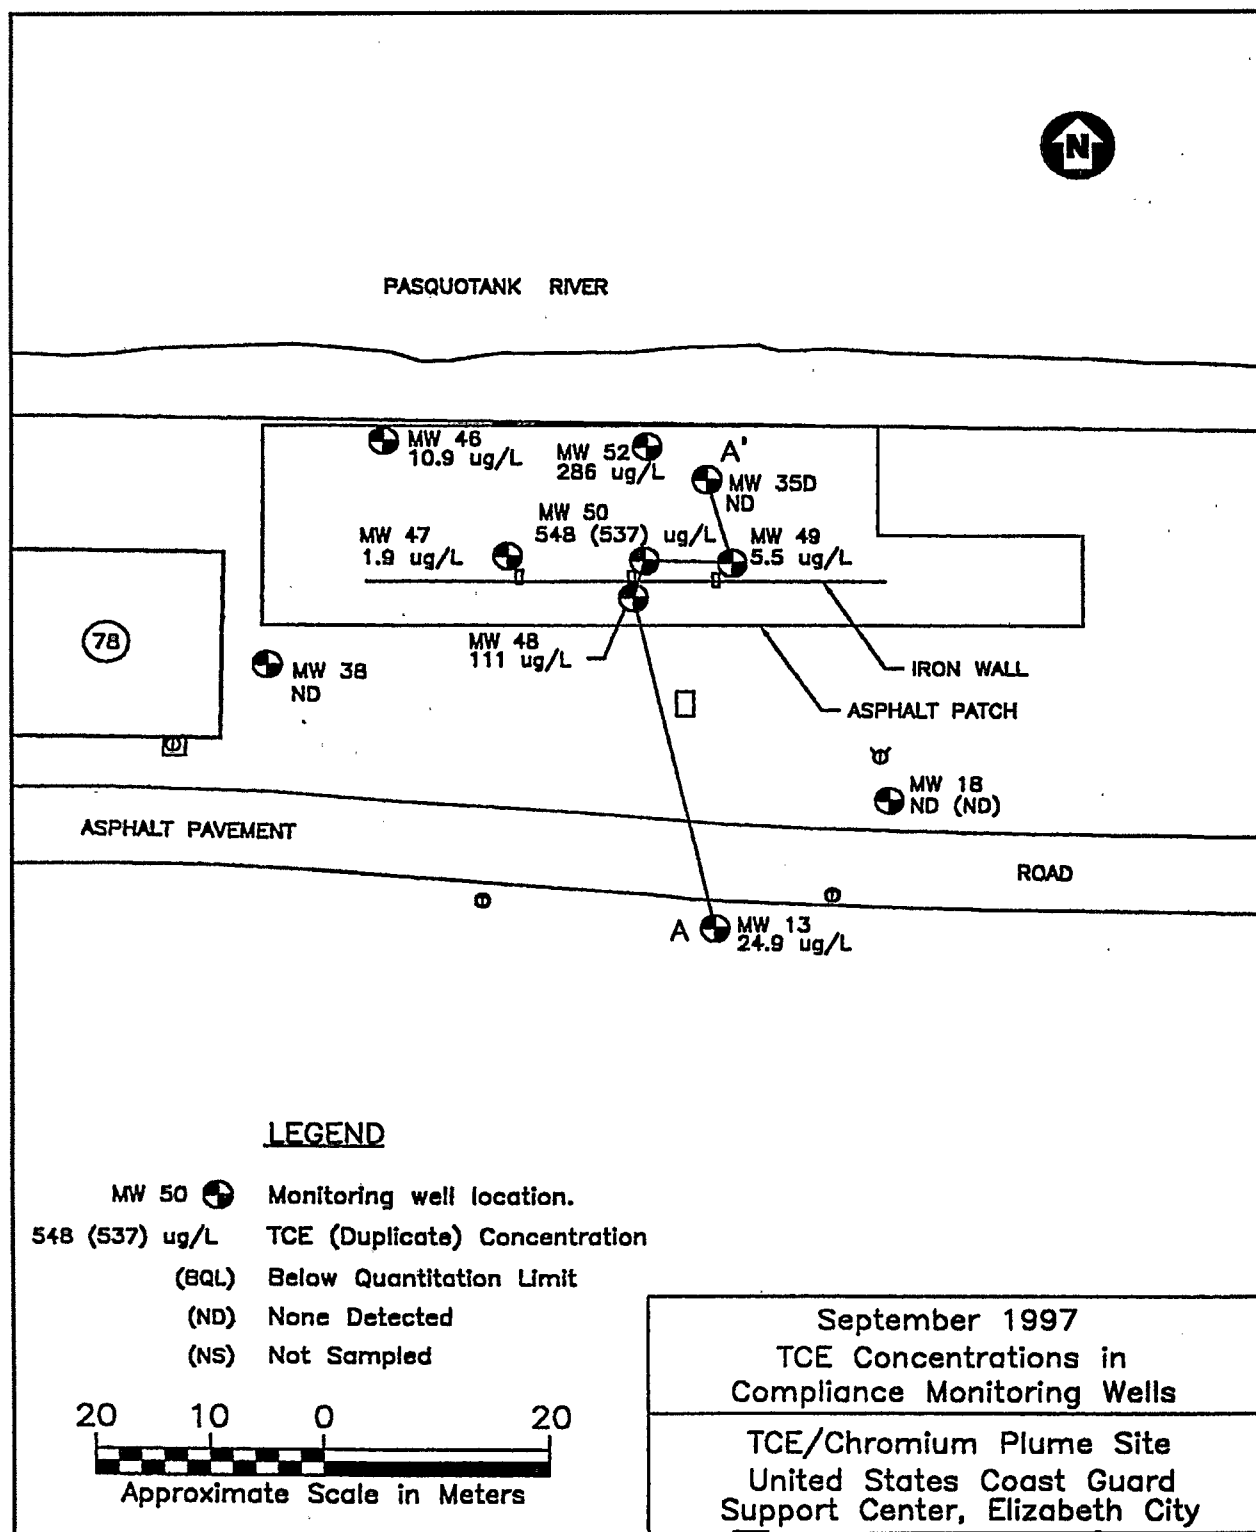 N
PASQUOTANK RIVER
MW 46
10.9 ug/L
MW 52
286 ug/L
A'
MW 35D
ND
MW 50
548 (537) ug/L
MW 47
1.9 ug/L
MW 49
5.5 ug/L
78
MW 48
111 ug/L
MW 38
ND
IRON WALL
ASPHALT PATCH
MW 18
ND (ND)
ASPHALT PAVEMENT
ROAD
A
MW 13
24.9 ug/L
LEGEND
MW 50 Monitoring well location.
548 (537) ug/L TCE (Duplicate) Concentration
(BQL) Below Quantitation Limit
(ND) None Detected
(NS) Not Sampled
20 10 0 20
Approximate Scale in Meters
September 1997
TCE Concentrations in
Compliance Monitoring Wells
TCE/Chromium Plume Site
United States Coast Guard
Support Center, Elizabeth City